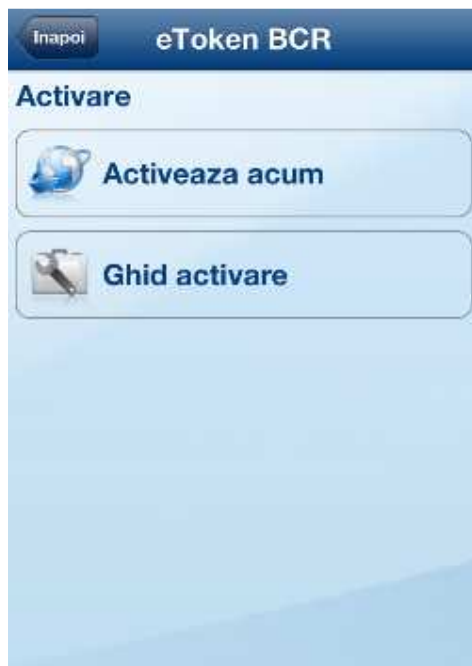 Inapoi
eToken BCR
Activare
Activeaza acum
Ghid activare